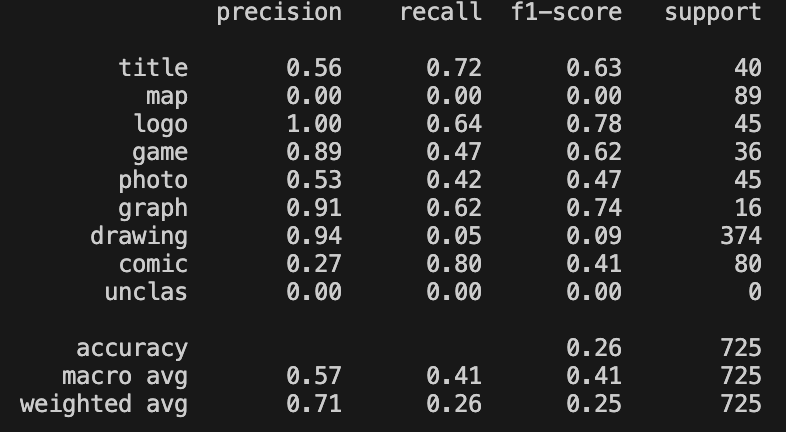 precision recall f1-score support
title 0.56 0.72 0.63 40
map 0.00 0.00 0.00 89
logo 1.00 0.64 0.78 45
game 0.89 0.47 0.62 36
photo 0.53 0.42 0.47 45
graph 0.91 0.62 0.74 16
drawing 0.94 0.05 0.09 374
comic 0.27 0.80 0.41 80
unclas 0.00 0.00 0.00 0
accuracy 0.26 725
macro avg 0.57 0.41 0.41 725
weighted avg 0.71 0.26 0.25 725